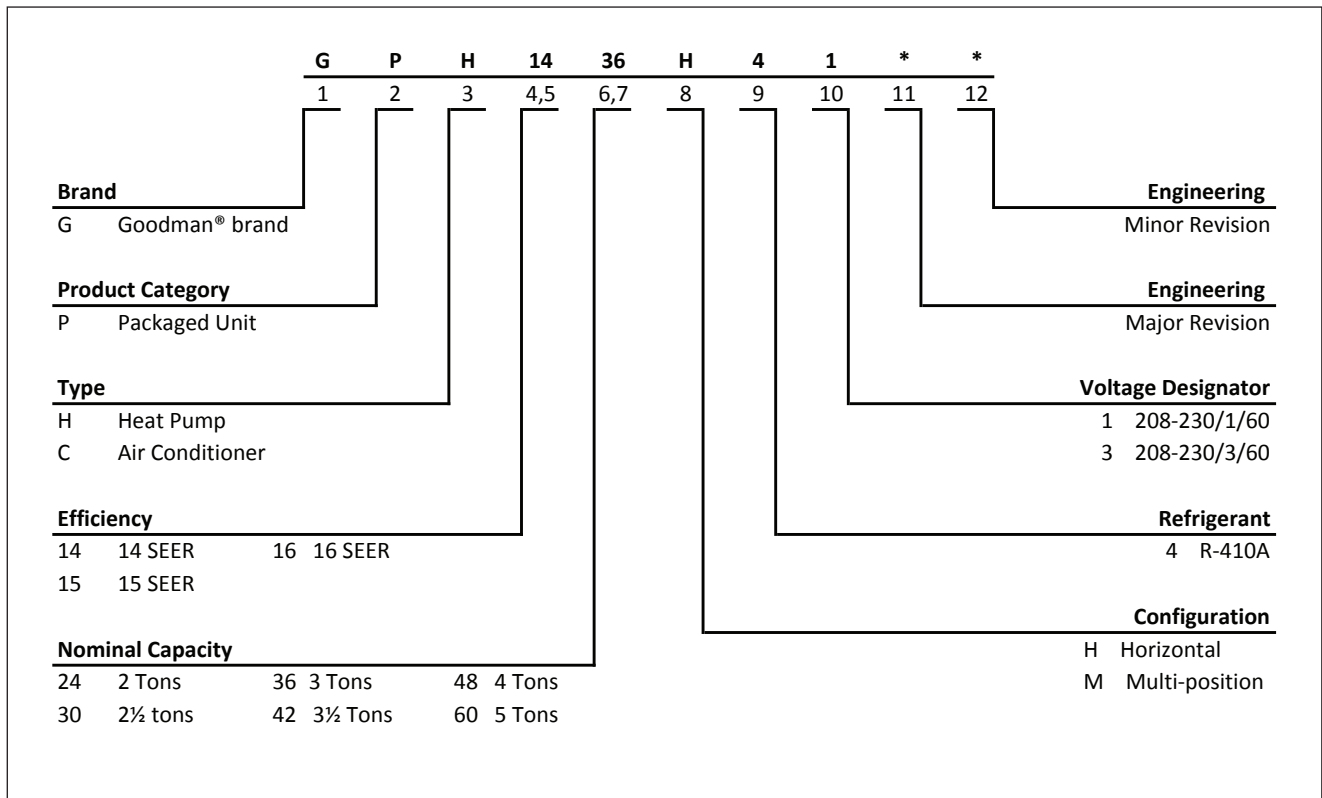 G P H 14 36 H 4 1 * *
1 2 3 4,5 6,7 8 9 10 11 12
Brand
G Goodman® brand
Product Category
P Packaged Unit
Type
H Heat Pump
C Air Conditioner
Efficiency
14 14 SEER 16 16 SEER
15 15 SEER
Nominal Capacity
24 2 Tons 36 3 Tons 48 4 Tons
30 2½ tons 42 3½ Tons 60 5 Tons
Engineering
Minor Revision
Engineering
Major Revision
Voltage Designator
1 208-230/1/60
3 208-230/3/60
Refrigerant
4 R-410A
Configuration
H Horizontal
M Multi-position